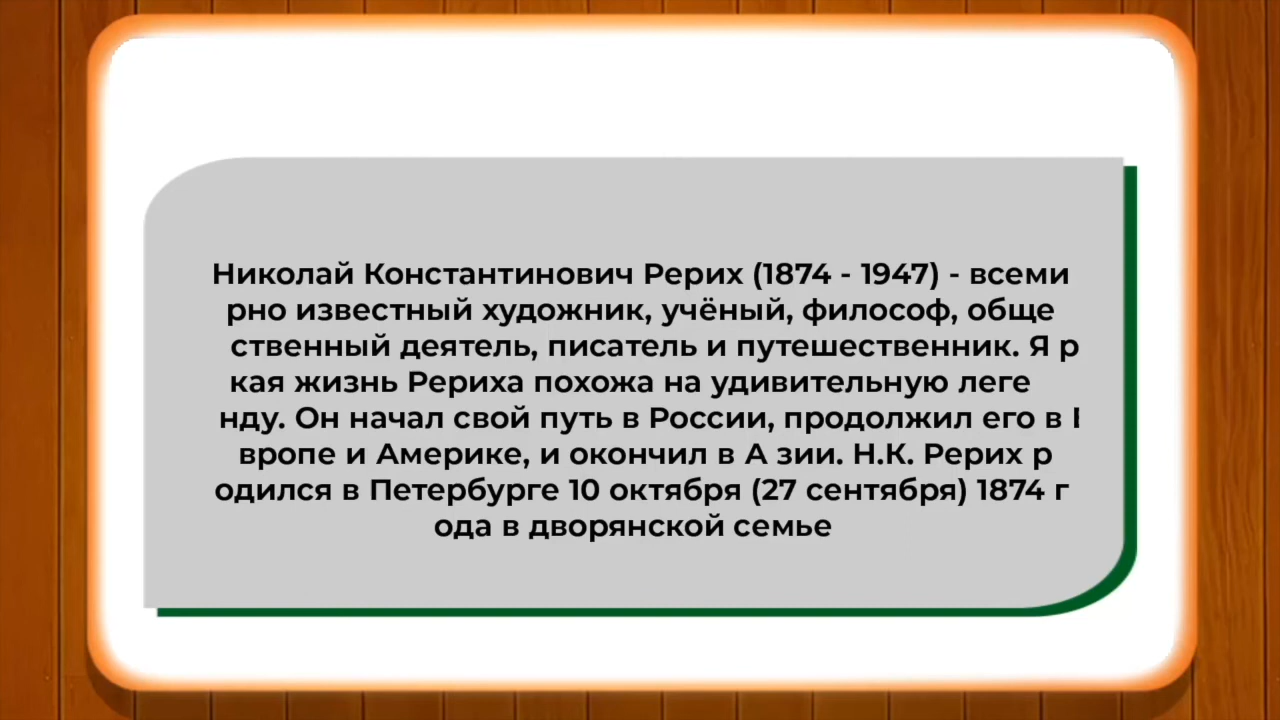 Николай Константинович Рерих (1874 - 1947) - всеми
рно известный художник, учёный, философ, обще
ственный деятель, писатель и путешественник. Я р
кая жизнь Рериха похожа на удивительную леге
нду. Он начал свой путь в России, продолжил его в
вропе и Америке, и окончил в А зии. Н.К. Рерих р
одился в Петербурге 10 октября (27 сентября) 1874 г
ода в дворянской семье